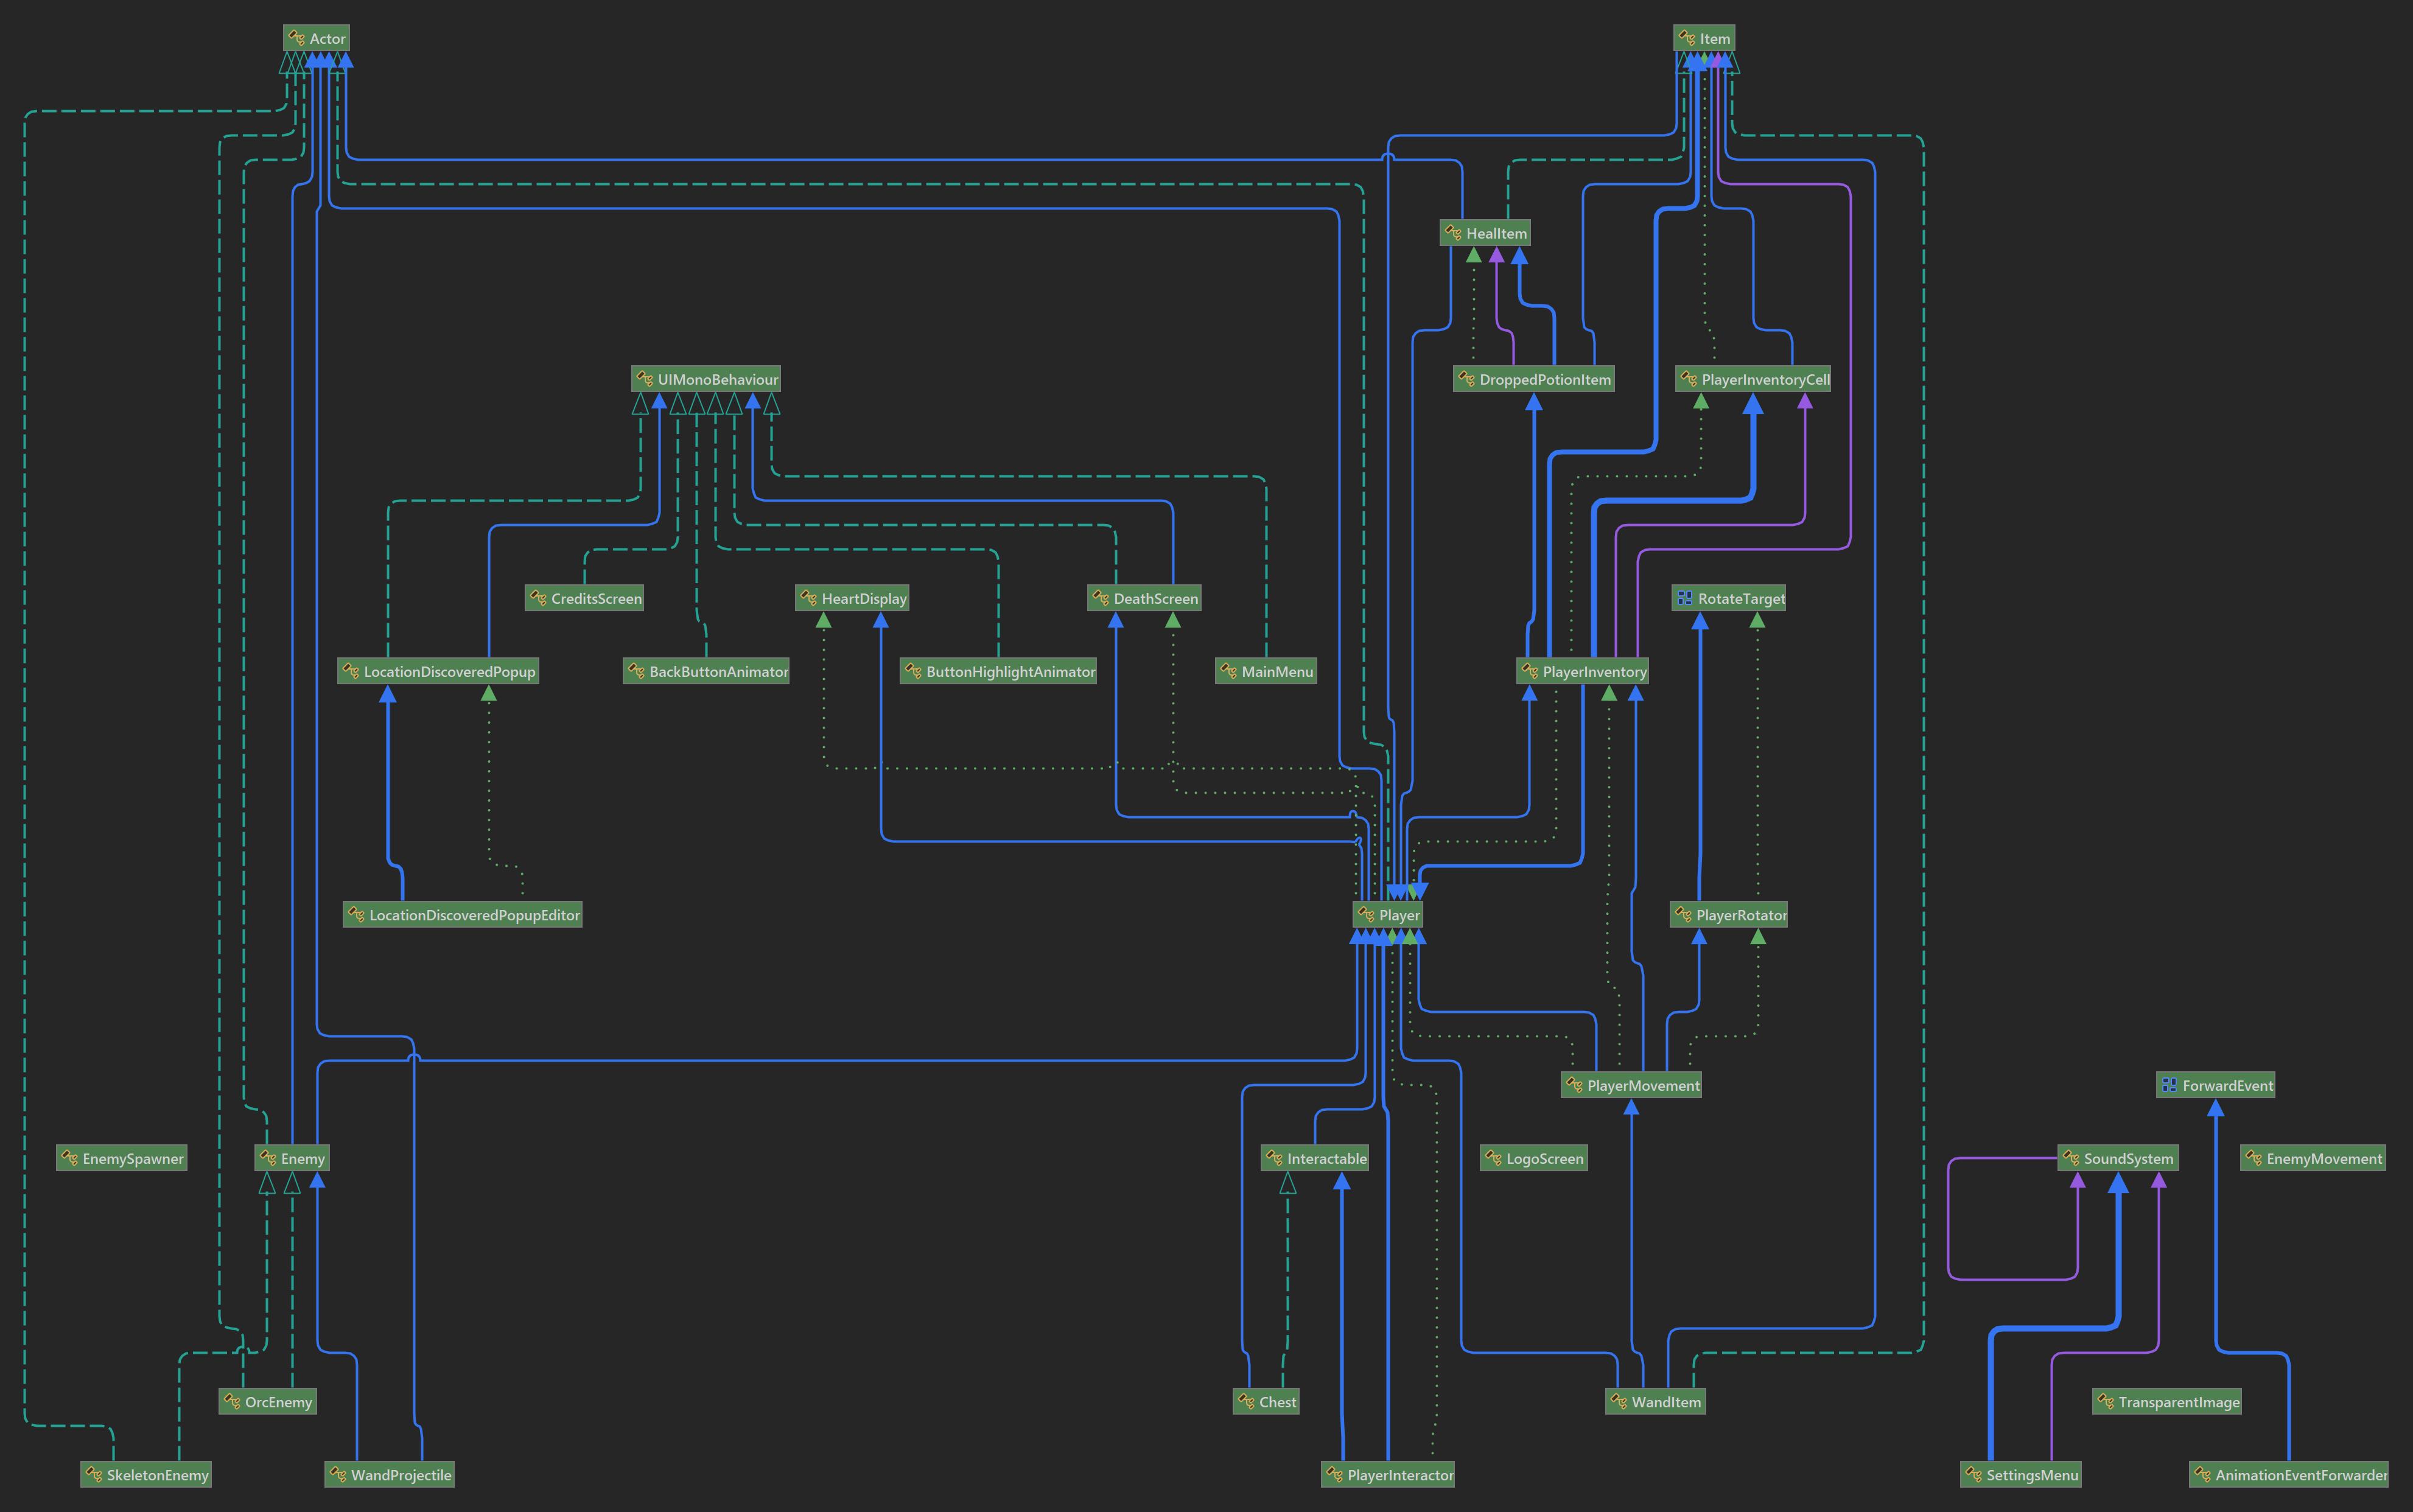 Actor
Item
HealItem
UIMonoBehaviour
DroppedPotionItem
PlayerInventoryCell
CreditsScreen
HeartDisplay
DeathScreen
RotateTarget
LocationDiscoveredPopup
BackButtonAnimator
ButtonHighlightAnimator
MainMenu
PlayerInventory
LocationDiscoveredPopupEditor
Player
PlayerRotator
PlayerMovement
ForwardEvent
EnemySpawner
Enemy
Interactable
LogoScreen
SoundSystem
EnemyMovement
OrcEnemy
Chest
WandItem
TransparentImage
SkeletonEnemy
WandProjectile
PlayerInteractor
SettingsMenu
AnimationEventForwarder